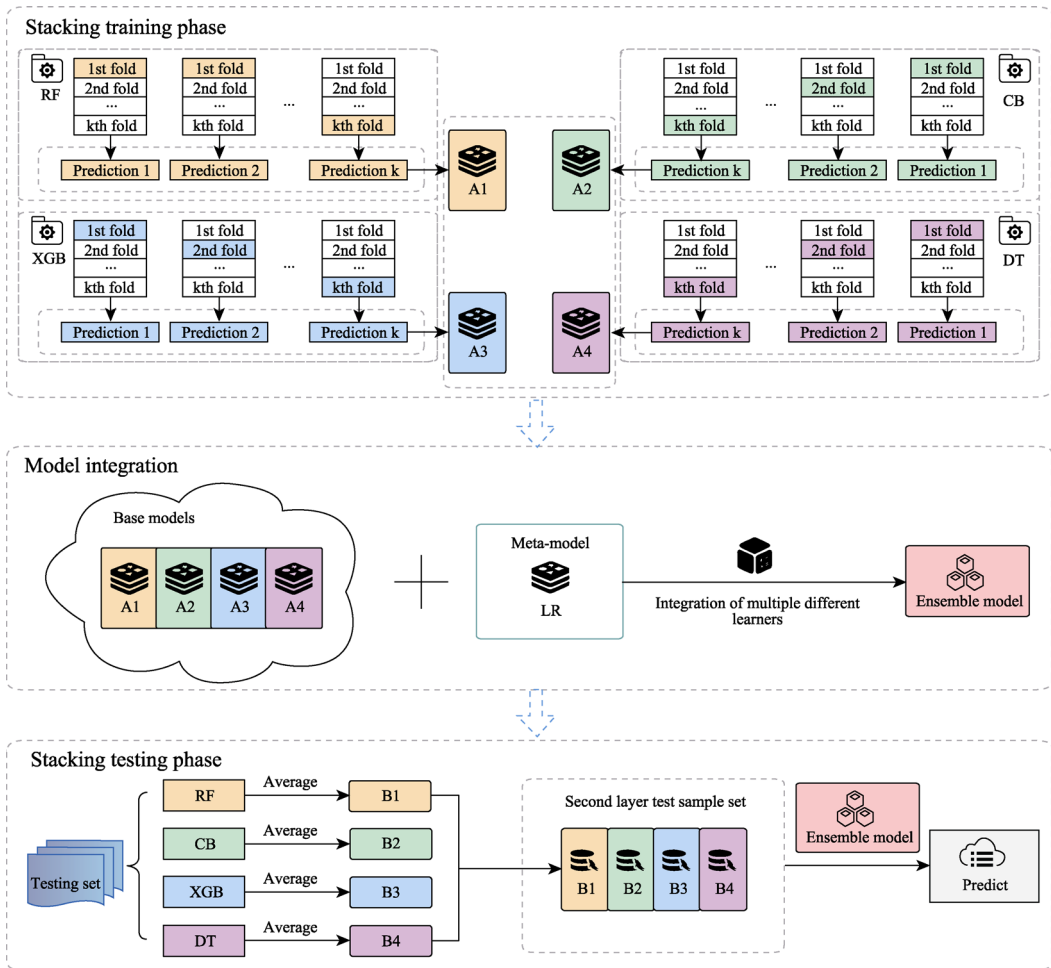 Stacking training phase
RF
1st fold
2nd fold
...
kth fold
Prediction 1
1st fold
2nd fold
...
kth fold
Prediction 2
...
1st fold
2nd fold
...
kth fold
Prediction k
A1
A2
1st fold
2nd fold
...
kth fold
Prediction k
...
1st fold
2nd fold
...
kth fold
Prediction 2
1st fold
2nd fold
...
kth fold
Prediction 1
CB
XGB
1st fold
2nd fold
...
kth fold
Prediction 1
1st fold
2nd fold
...
kth fold
Prediction 2
...
1st fold
2nd fold
...
kth fold
Prediction k
A3
A4
1st fold
2nd fold
...
kth fold
Prediction k
...
1st fold
2nd fold
...
kth fold
Prediction 2
1st fold
2nd fold
...
kth fold
Prediction 1
DT
Model integration
Base models
A1
A2
A3
A4
Meta-model
LR
Integration of multiple different
learners
Ensemble model
Stacking testing phase
Testing set
RF
Average
B1
CB
Average
B2
XGB
Average
B3
DT
Average
B4
Second layer test sample set
B1
B2
B3
B4
Ensemble model
Predict